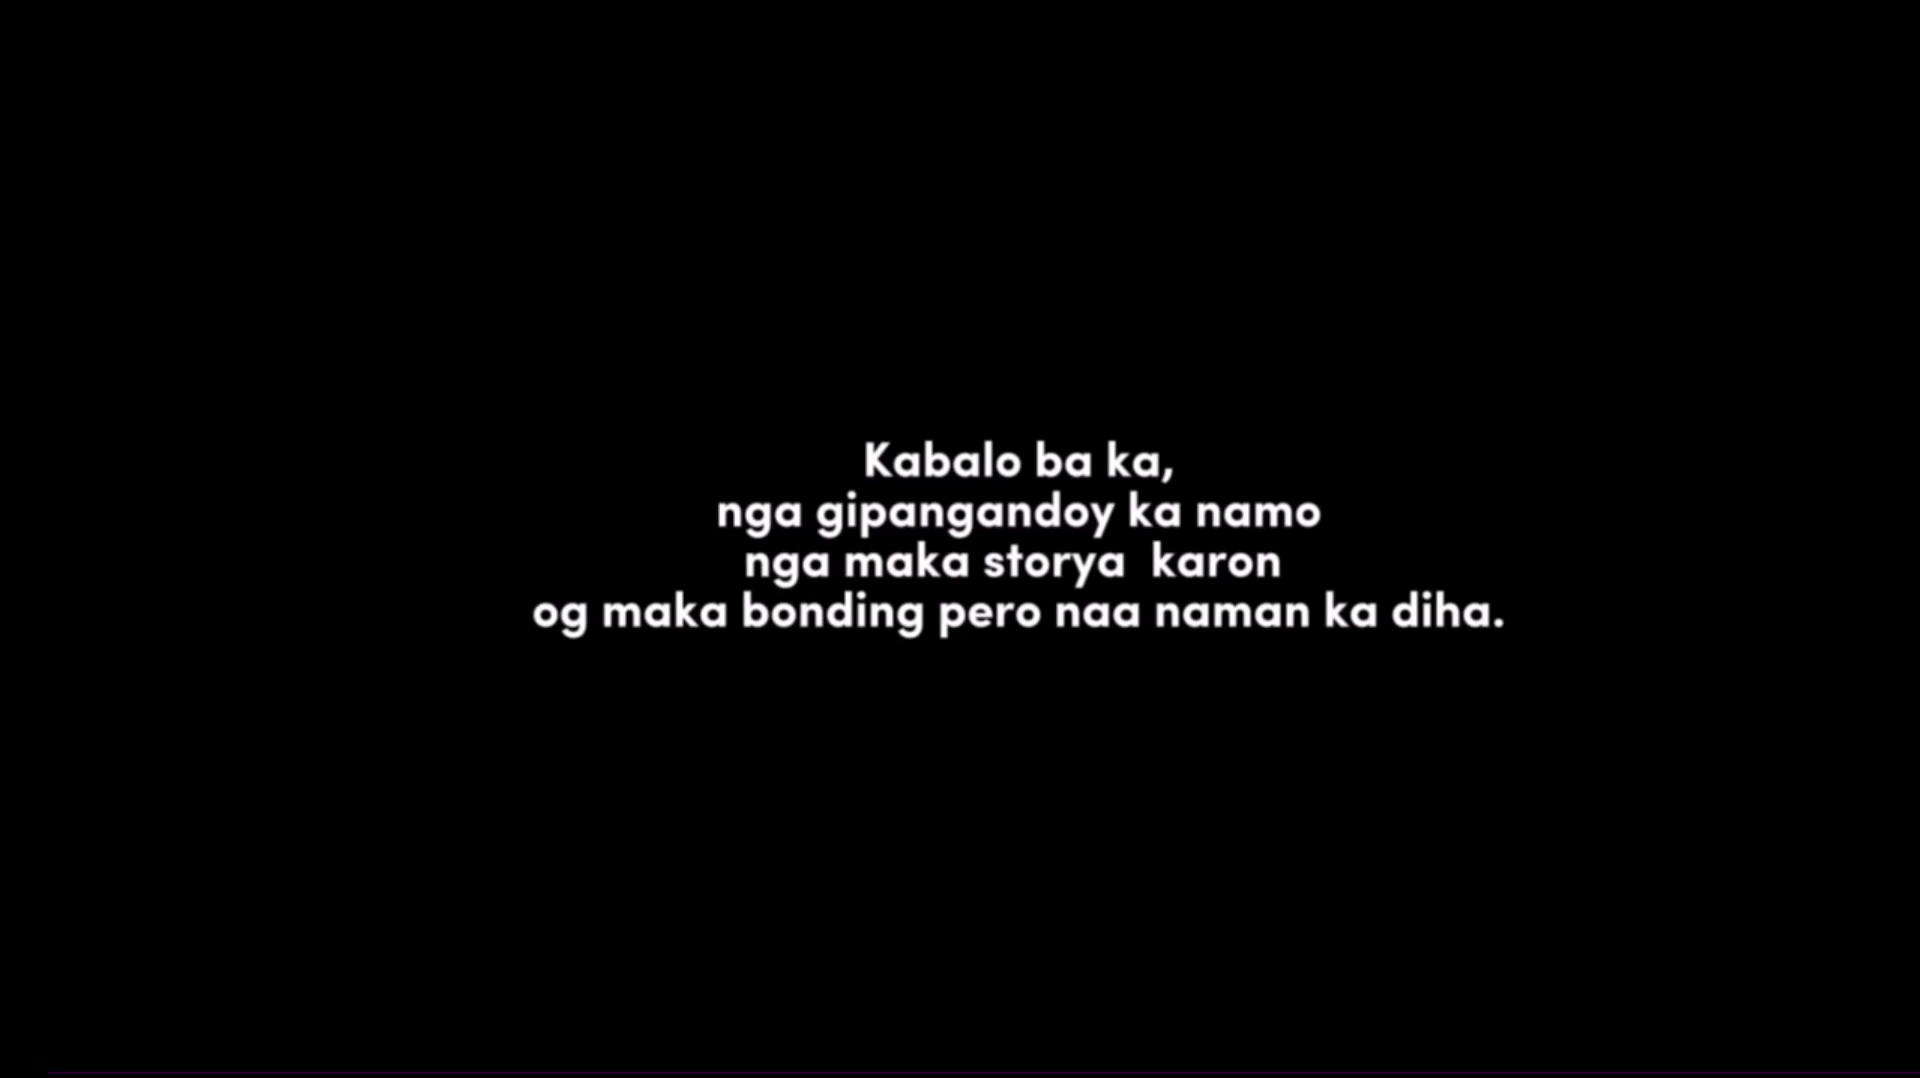 Kabalo ba ka,
nga gipangandoy ka namo
nga maka storya  karon
og maka bonding pero naa naman ka diha.